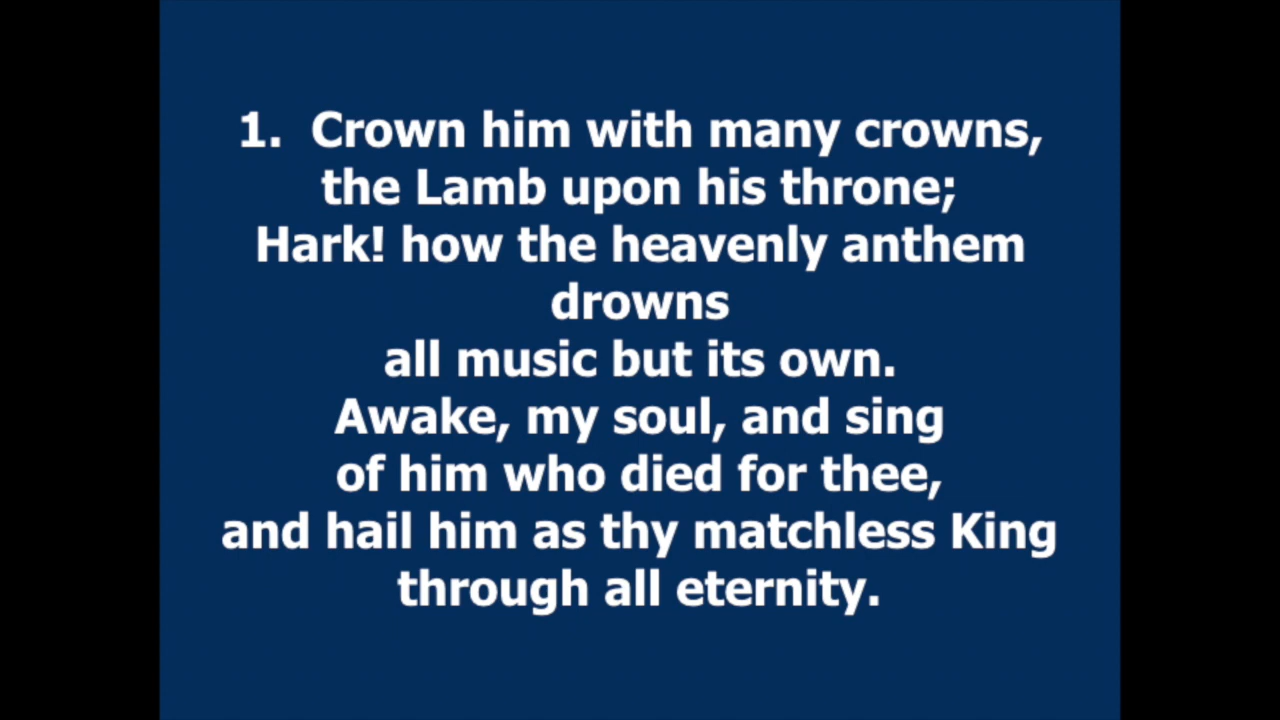 1.  Crown him with many crowns,
the Lamb upon his throne;
Hark! how the heavenly anthem
drowns
all music but its own.
Awake, my soul, and sing
of him who died for thee,
and hail him as thy matchless King
through all eternity.